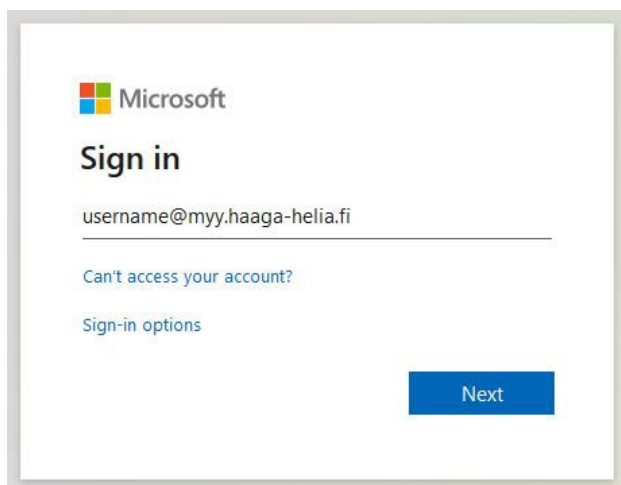 Microsoft
Sign in
username@myy.haaga-helia.fi
Can't access your account?
Sign-in options
Next